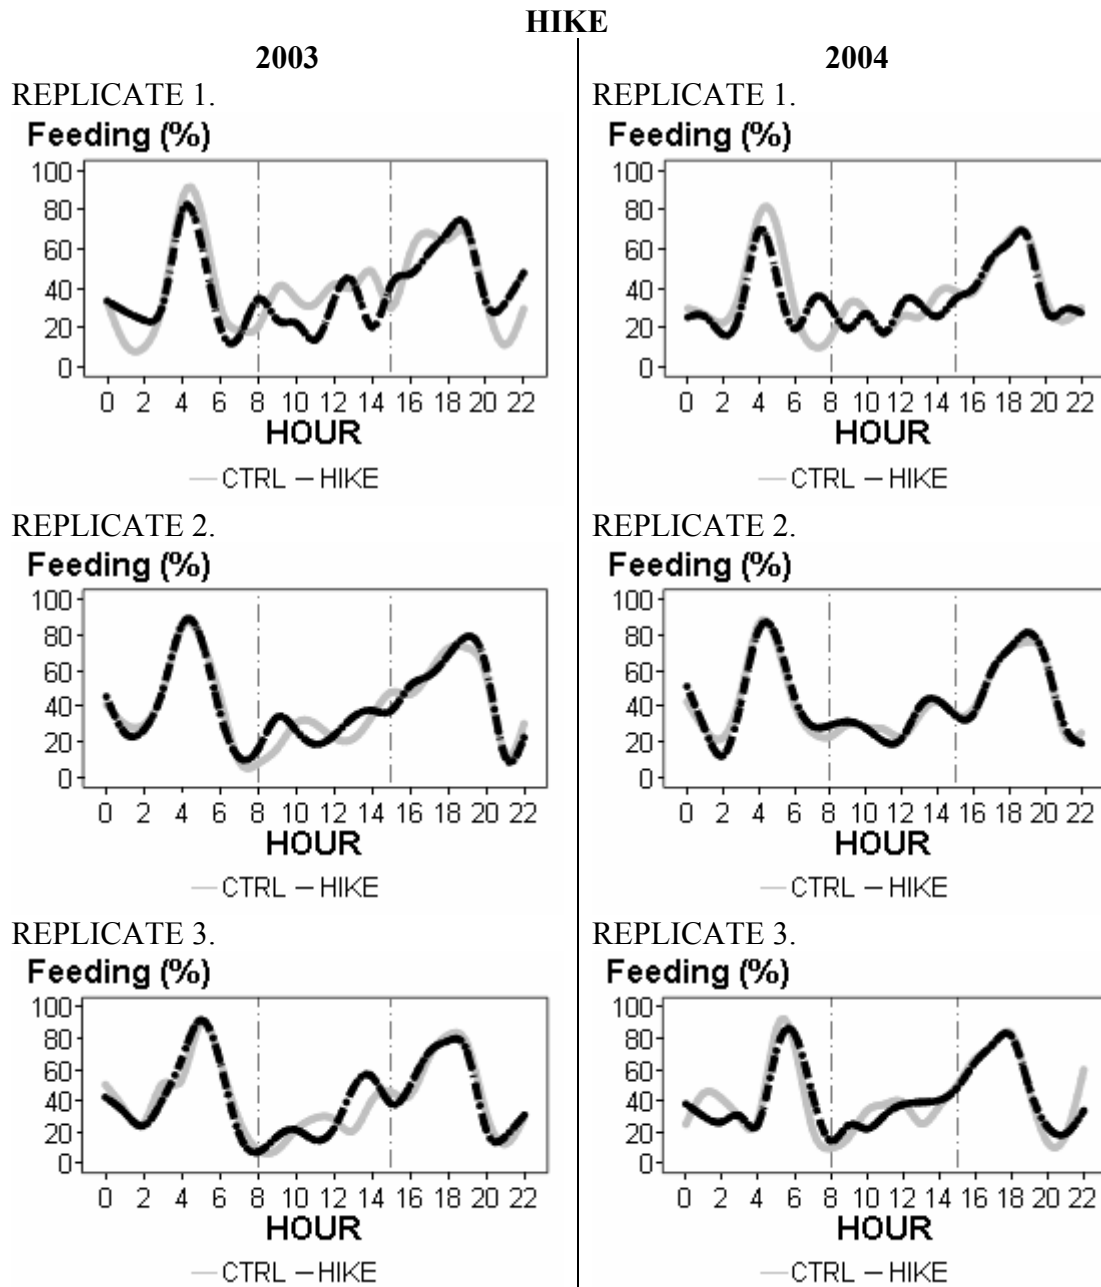 HIKE
2003
REPLICATE 1.
Feeding (%)
100
80
60
40
20
0
0 2 4 6 8 10 12 14 16 18 20 22
HOUR
CTRL HIKE
REPLICATE 2.
Feeding (%)
100
80
60
40
20
0
0 2 4 6 8 10 12 14 16 18 20 22
HOUR
CTRL HIKE
REPLICATE 3.
Feeding (%)
100
80
60
40
20
0
0 2 4 6 8 10 12 14 16 18 20 22
HOUR
CTRL HIKE
2004
REPLICATE 1.
Feeding (%)
100
80
60
40
20
0
0 2 4 6 8 10 12 14 16 18 20 22
HOUR
CTRL HIKE
REPLICATE 2.
Feeding (%)
100
80
60
40
20
0
0 2 4 6 8 10 12 14 16 18 20 22
HOUR
CTRL HIKE
REPLICATE 3.
Feeding (%)
100
80
60
40
20
0
0 2 4 6 8 10 12 14 16 18 20 22
HOUR
CTRL HIKE